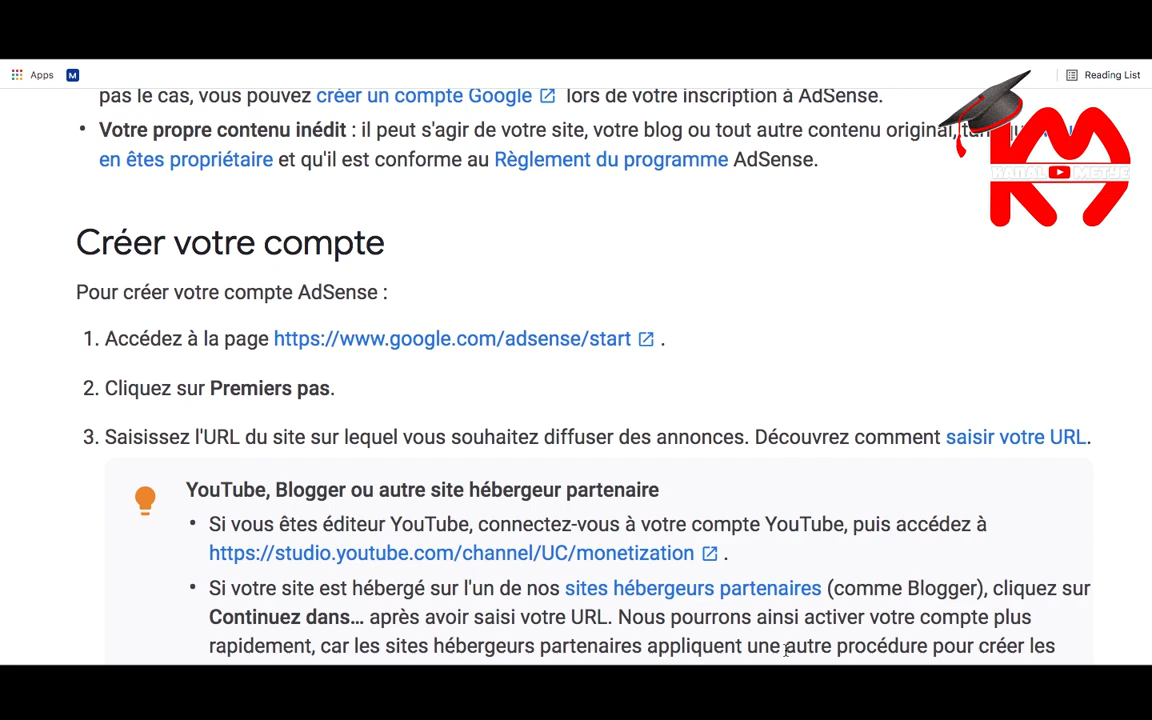 Apps
M
Reading List
pas le cas, vous pouvez créer un compte Google lors de votre inscription à AdSense.
• Votre propre contenu inédit : il peut s'agir de votre site, votre blog ou tout autre contenu original,
en êtes propriétaire et qu'il est conforme au Règlement du programme AdSense.
KM
KANAL METYE
Créer votre compte
Pour créer votre compte AdSense :
1. Accédez à la page https://www.google.com/adsense/start .
2. Cliquez sur Premiers pas.
3. Saisissez l'URL du site sur lequel vous souhaitez diffuser des annonces. Découvrez comment saisir votre URL.
YouTube, Blogger ou autre site hébergeur partenaire
• Si vous êtes éditeur YouTube, connectez-vous à votre compte YouTube, puis accédez à
https://studio.youtube.com/channel/UC/monetization .
• Si votre site est hébergé sur l'un de nos sites hébergeurs partenaires (comme Blogger), cliquez sur
Continuez dans… après avoir saisi votre URL. Nous pourrons ainsi activer votre compte plus
rapidement, car les sites hébergeurs partenaires appliquent une autre procédure pour créer les